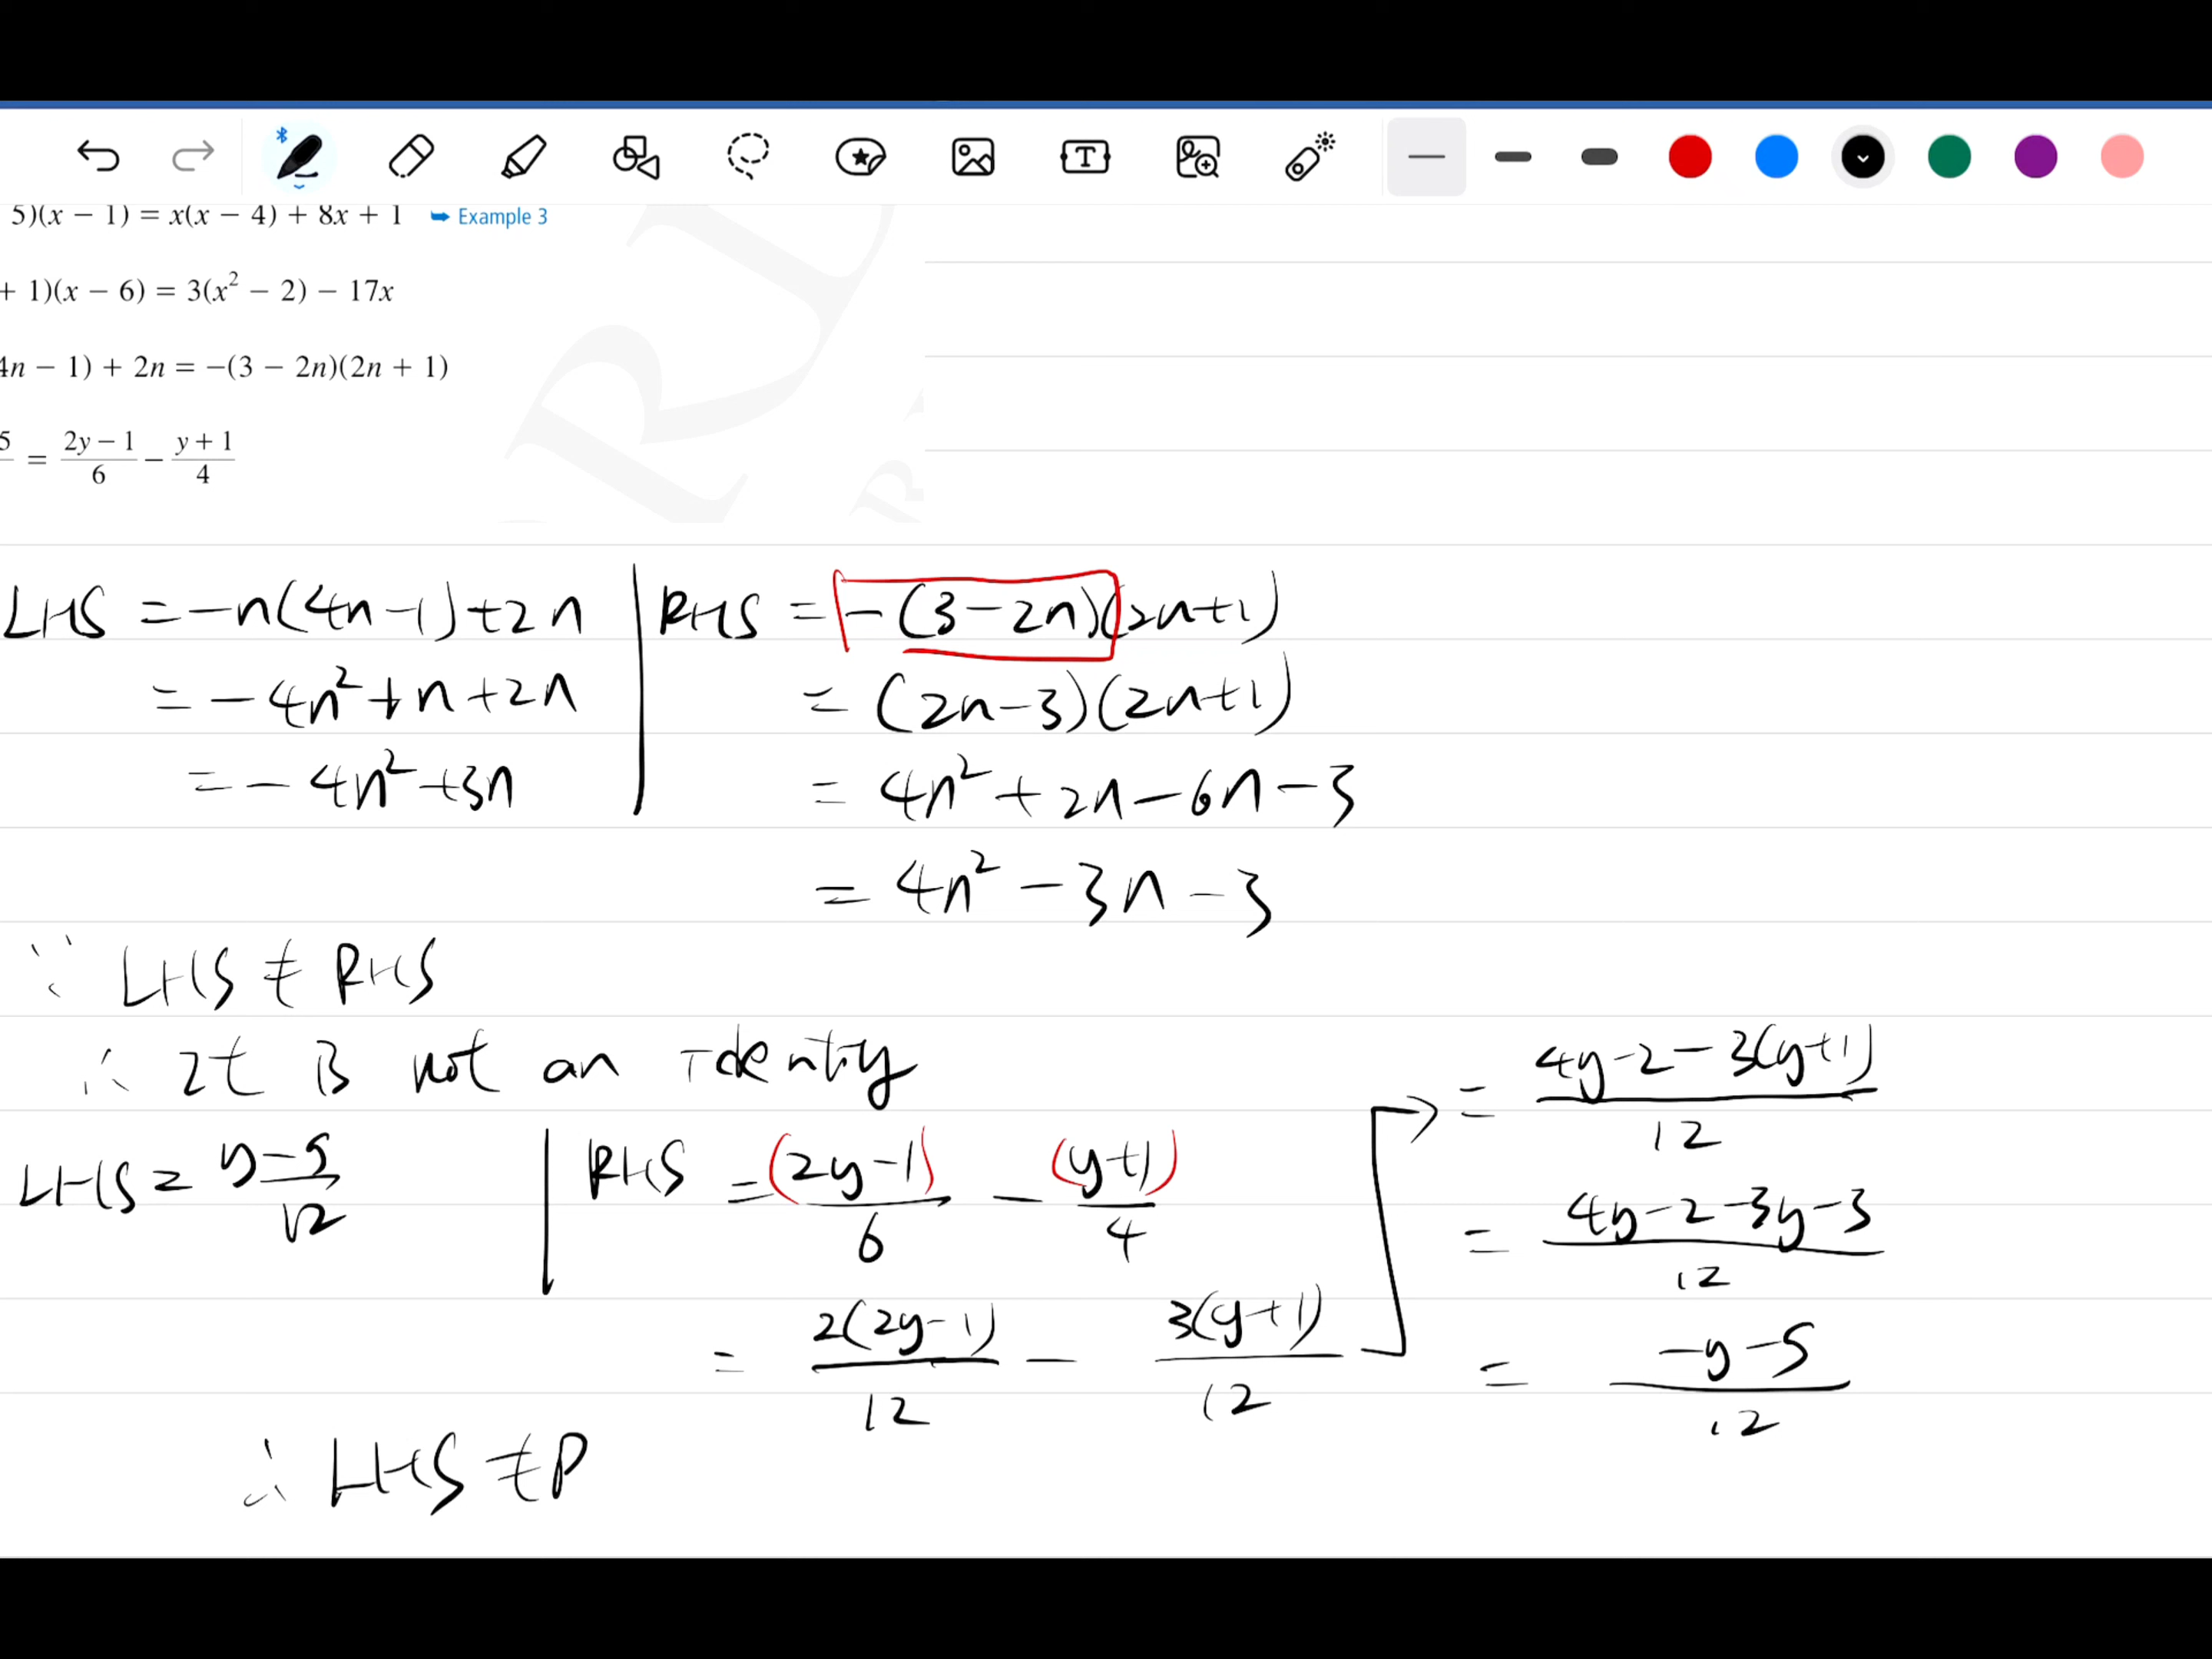 5)(x − 1) = x(x − 4) + 8x + 1 ➥ Example 3
+ 1)(x − 6) = 3(x² − 2) − 17x
4n − 1) + 2n = −(3 − 2n)(2n + 1)
5/ = (2y − 1)/6 − (y + 1)/4
LHS = −n(4n−1)+2n
= −4n²+n+2n
= −4n²+3n
RHS = −(3−2n)(2n+1)
= (2n−3)(2n+1)
= 4n²+2n−6n−3
= 4n²−3n−3
∵ LHS ≠ RHS
∴ It is not an identity
LHS = (y−5)/12
RHS = (2y−1)/6 − (y+1)/4
= 2(2y−1)/12 − 3(y+1)/12
= (4y−2−3(y+1))/12
= (4y−2−3y−3)/12
= (−y−5)/12
∴ LHS ≠ P